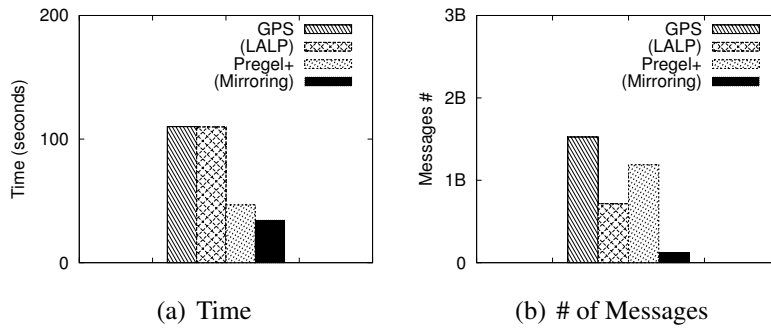 200
100
0
Time (seconds)
GPS
(LALP)
Pregel+
(Mirroring)
(a) Time
3B
2B
1B
0
Messages #
GPS
(LALP)
Pregel+
(Mirroring)
(b) # of Messages